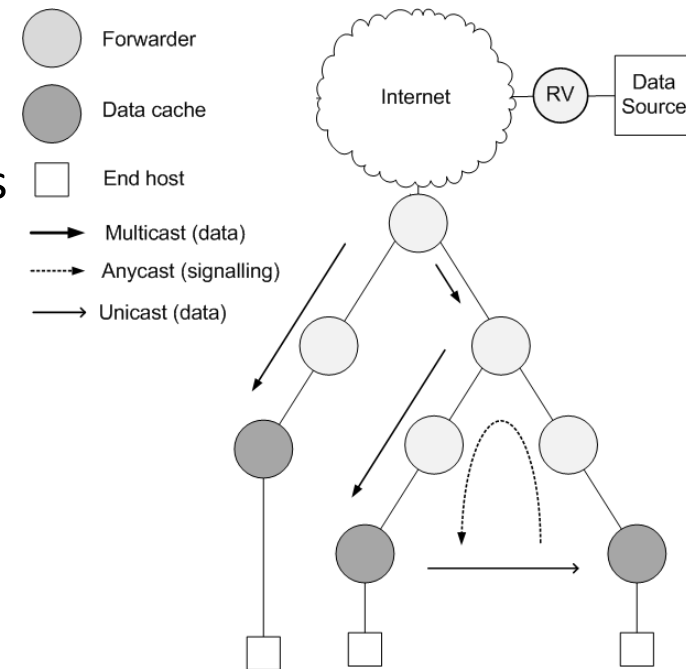 Forwarder
Data cache
s
End host
Multicast (data)
Anycast (signalling)
Unicast (data)
Internet
RV
Data
Source